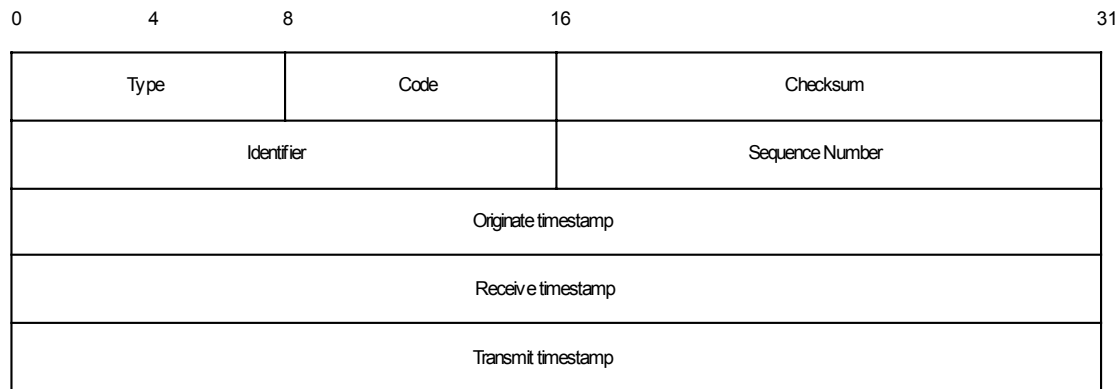 0 4 8 16 31
Type Code Checksum
Identifier Sequence Number
Originate timestamp
Receive timestamp
Transmit timestamp